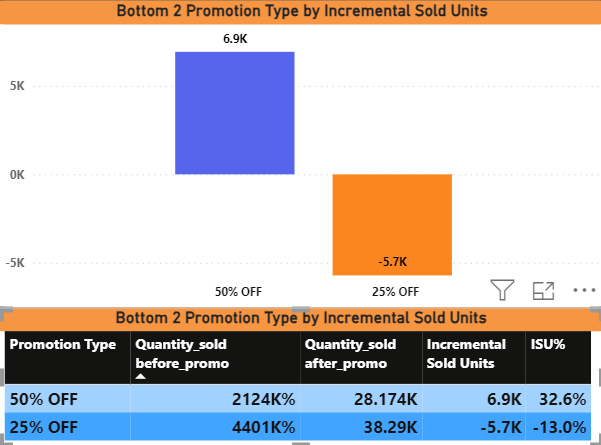 Bottom 2 Promotion Type by Incremental Sold Units
6.9K
5K
0K
-5.7K
-5K
50% OFF 25% OFF
Bottom 2 Promotion Type by Incremental Sold Units
Promotion Type Quantity_sold before_promo Quantity_sold after_promo Incremental Sold Units ISU%
50% OFF 2124K% 28.174K 6.9K 32.6%
25% OFF 4401K% 38.29K -5.7K -13.0%